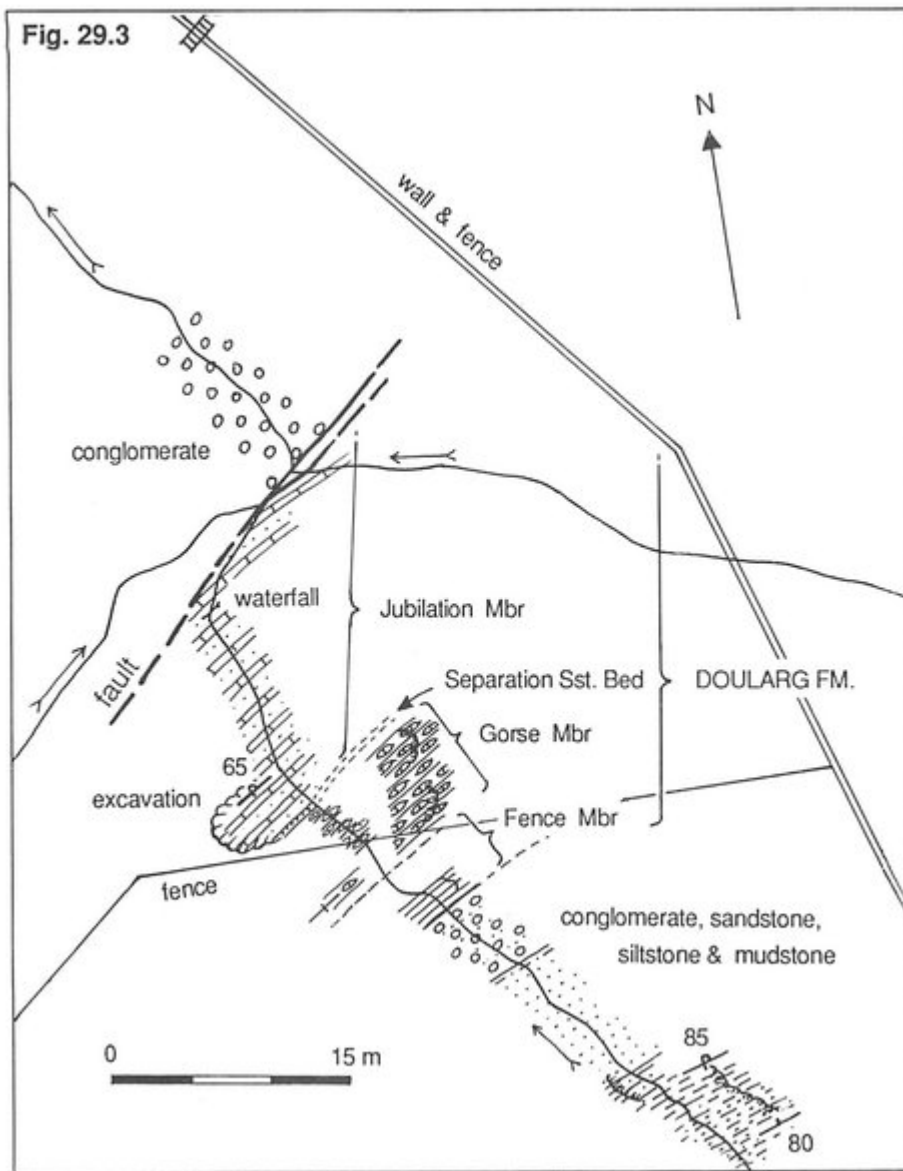 Fig. 29.3
N
wall & fence
conglomerate
waterfall
Jubilation Mbr
fault
Separation Sst. Bed
DOULARG FM.
Gorse Mbr
65
excavation
Fence Mbr
fence
conglomerate, sandstone,
siltstone & mudstone
0
15 m
85
80